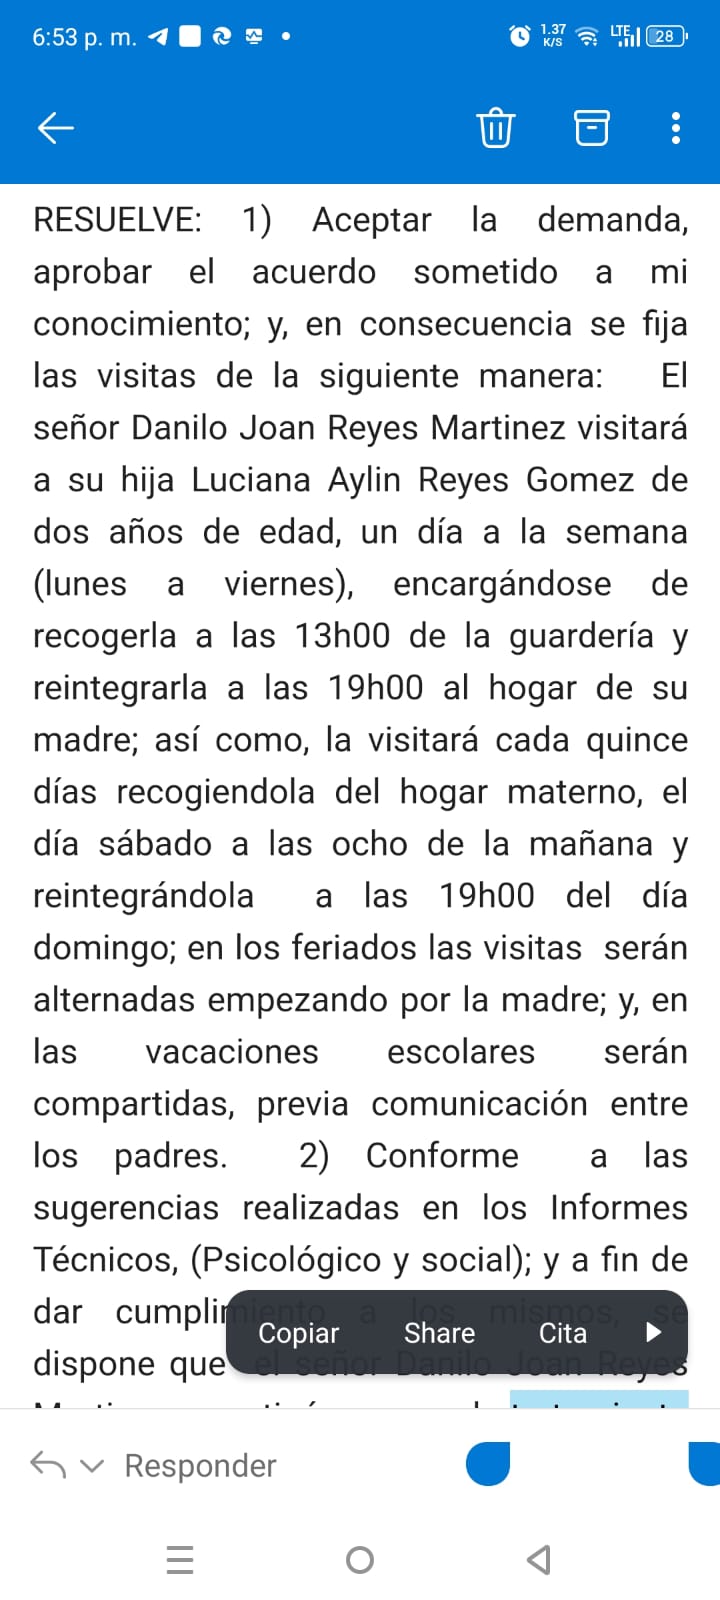 6:53 p. m.
1.37
K/S
LTE
28
RESUELVE: 1) Aceptar la demanda,
aprobar el acuerdo sometido a mi
conocimiento; y, en consecuencia se fija
las visitas de la siguiente manera: El
señor Danilo Joan Reyes Martinez visitará
a su hija Luciana Aylin Reyes Gomez de
dos años de edad, un día a la semana
(lunes a viernes), encargándose de
recogerla a las 13h00 de la guardería y
reintegrarla a las 19h00 al hogar de su
madre; así como, la visitará cada quince
días recogiendola del hogar materno, el
día sábado a las ocho de la mañana y
reintegrándola a las 19h00 del día
domingo; en los feriados las visitas serán
alternadas empezando por la madre; y, en
las vacaciones escolares serán
compartidas, previa comunicación entre
los padres. 2) Conforme a las
sugerencias realizadas en los Informes
Técnicos, (Psicológico y social); y a fin de
dar cumplimiento a los mismos, se
Copiar Share Cita
dispone que el señor Danilo Joan Reyes
Responder